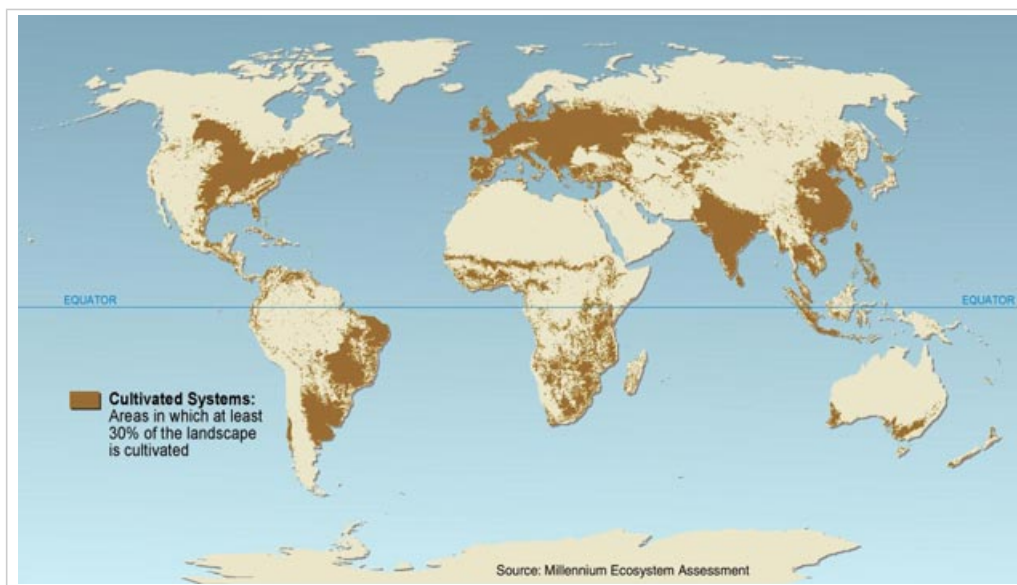 EQUATOR
EQUATOR
Cultivated Systems:
Areas in which at least
30% of the landscape
is cultivated
Source: Millennium Ecosystem Assessment